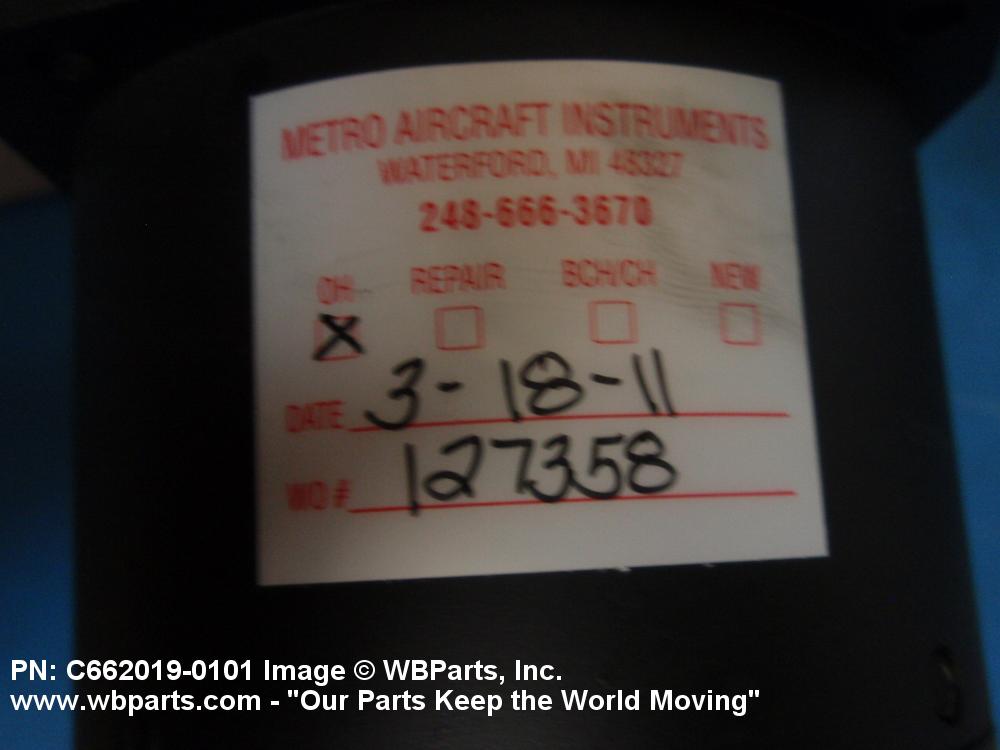 METRO AIRCRAFT INSTRUMENTS
WATERFORD, MI 48327
248-666-3670
OH REPAIR BCH/CH NEW
X
DATE 3-18-11
WO # 127358
PN: C662019-0101 Image © WBParts, Inc.
www.wbparts.com - "Our Parts Keep the World Moving"